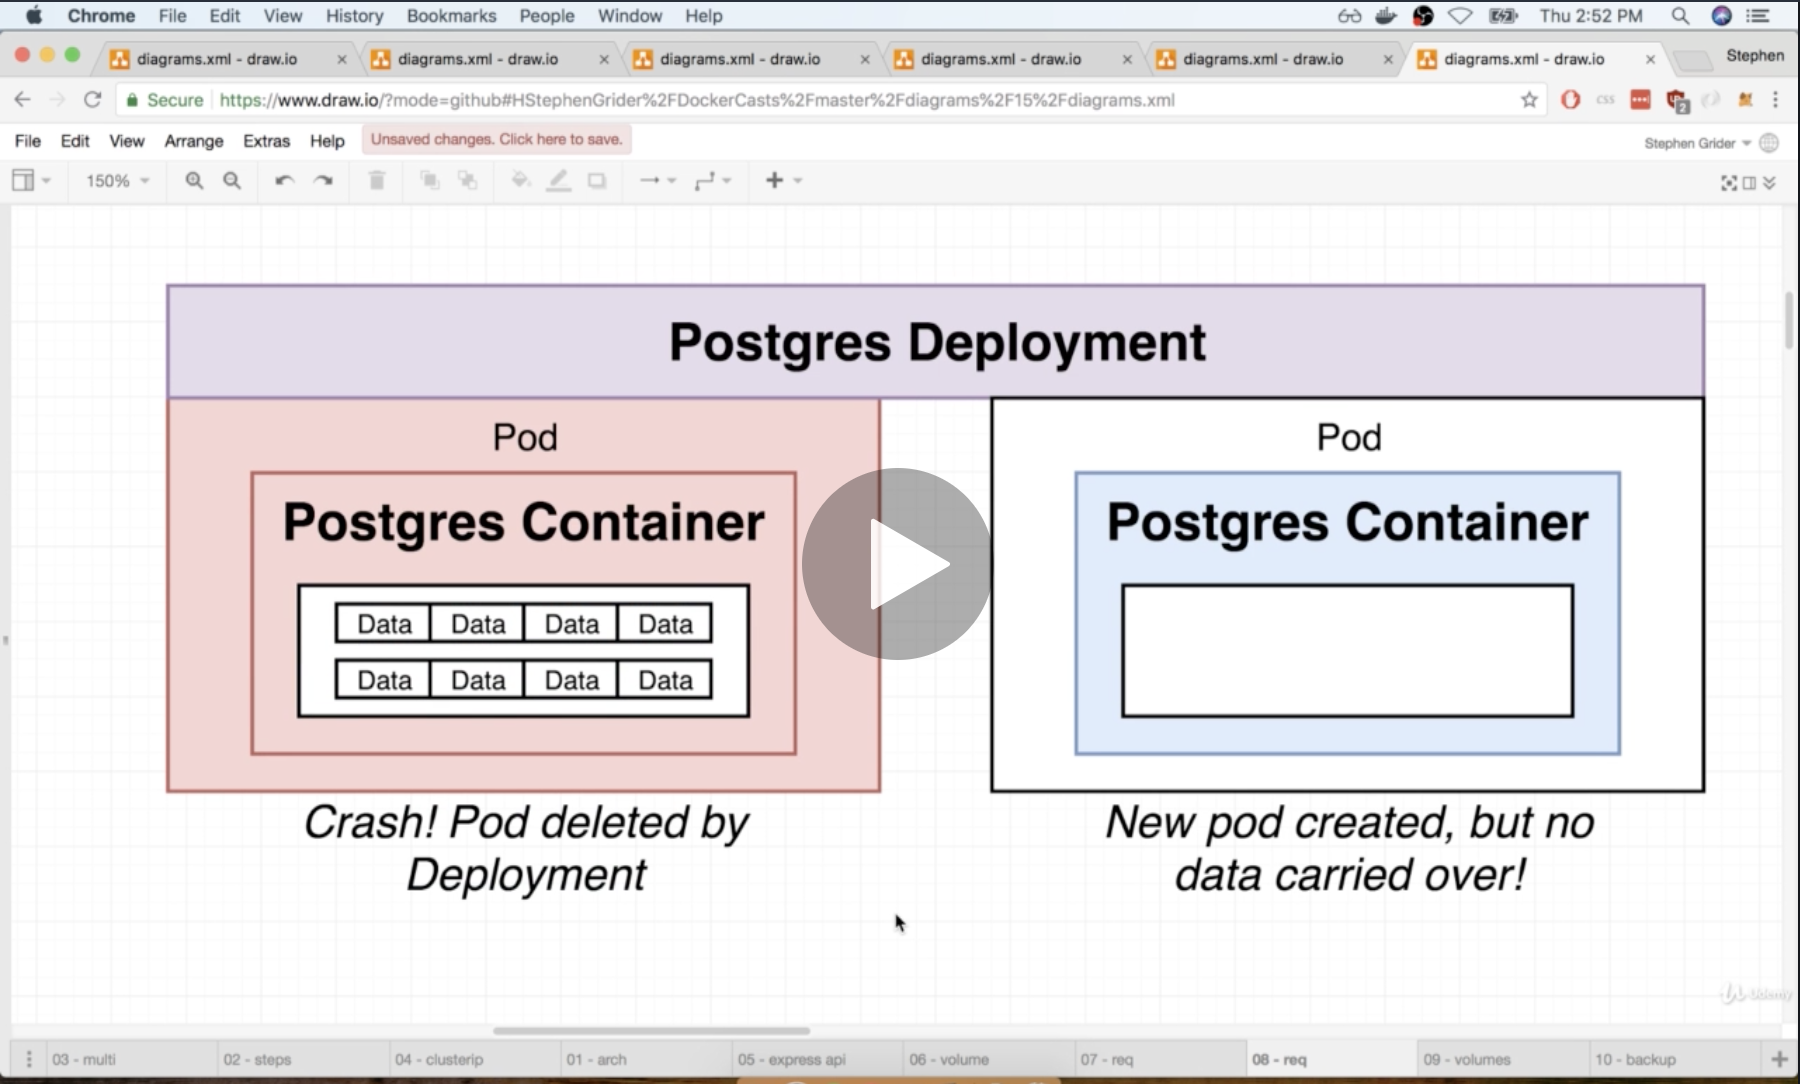 Chrome File Edit View History Bookmarks People Window Help Thu 2:52 PM
diagrams.xml - draw.io diagrams.xml - draw.io diagrams.xml - draw.io diagrams.xml - draw.io diagrams.xml - draw.io diagrams.xml - draw.io Stephen
Secure https://www.draw.io/?mode=github#HStephenGrider%2FDockerCasts%2Fmaster%2Fdiagrams%2F15%2Fdiagrams.xml css 2
File Edit View Arrange Extras Help Unsaved changes. Click here to save. Stephen Grider
150%
Postgres Deployment
Pod
Postgres Container
Data Data Data Data
Data Data Data Data
Crash! Pod deleted by
Deployment
Pod
Postgres Container
New pod created, but no
data carried over!
Udemy
03 - multi 02 - steps 04 - clusterip 01 - arch 05 - express api 06 - volume 07 - req 08 - req 09 - volumes 10 - backup